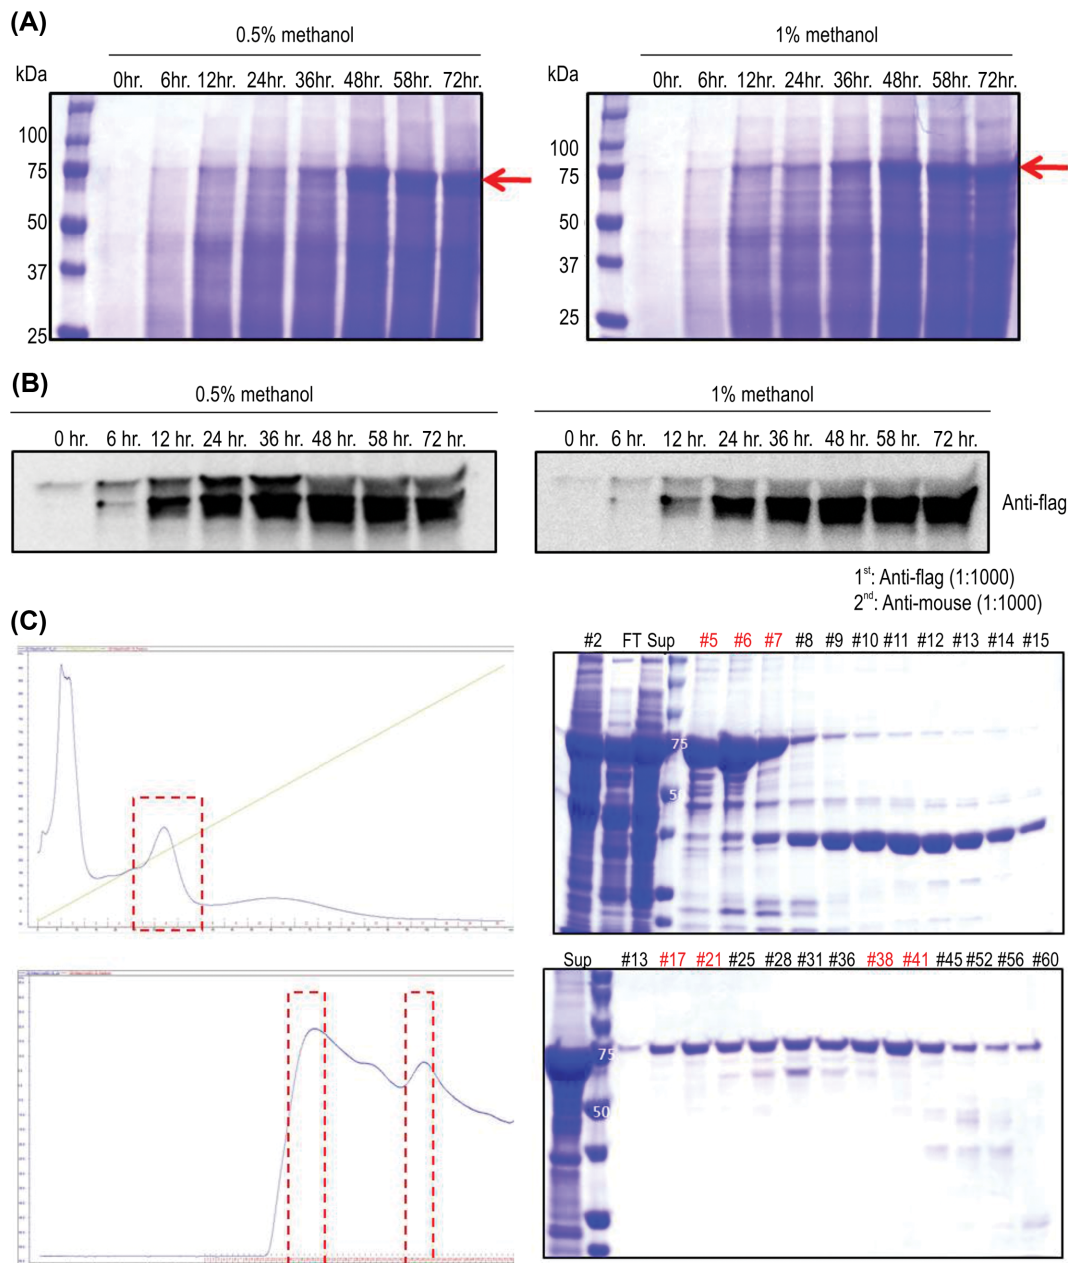 (A)
0.5% methanol
1% methanol
kDa
0hr. 6hr. 12hr. 24hr. 36hr. 48hr. 58hr. 72hr.
kDa
0hr. 6hr. 12hr. 24hr. 36hr. 48hr. 58hr. 72hr.
100
75
50
37
25
100
75
50
37
25
(B)
0.5% methanol
1% methanol
0 hr. 6 hr. 12 hr. 24 hr. 36 hr. 48 hr. 58 hr. 72 hr.
0 hr. 6 hr. 12 hr. 24 hr. 36 hr. 48 hr. 58 hr. 72 hr.
Anti-flag
1st: Anti-flag (1:1000)
2nd: Anti-mouse (1:1000)
(C)
#2 FT Sup #5 #6 #7 #8 #9 #10 #11 #12 #13 #14 #15
75
50
Sup #13 #17 #21 #25 #28 #31 #36 #38 #41 #45 #52 #56 #60
75
50